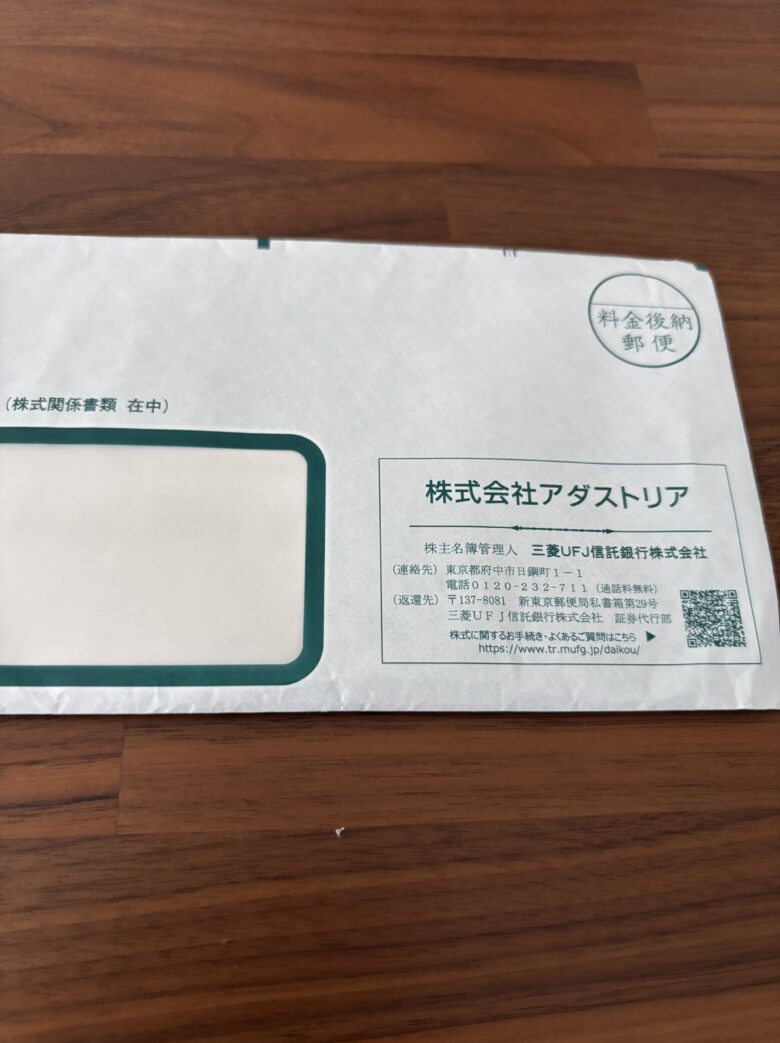 料金後納
郵便
（株式関係書類 在中）
株式会社アダストリア
株主名簿管理人 三菱UFJ信託銀行株式会社
（連絡先）東京都府中市日鋼町１－１
電話０１２０－２３２－７１１（通話料無料）
（返還先）〒137-8081 新東京郵便局私書箱第29号
三菱ＵＦＪ信託銀行株式会社 証券代行部
株式に関するお手続き・よくあるご質問はこちら ▶
https://www.tr.mufg.jp/daikou/